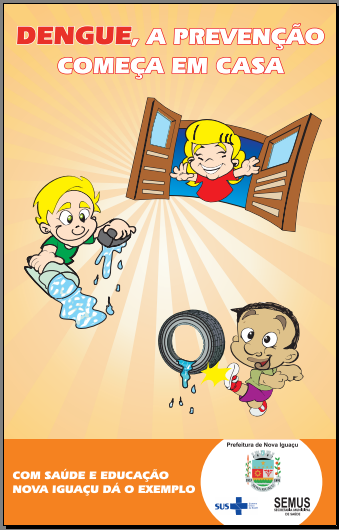 DENGUE, A PREVENÇÃO
COMEÇA EM CASA
COM SAÚDE E EDUCAÇÃO
NOVA IGUAÇU DÁ O EXEMPLO
Prefeitura de Nova Iguaçu
SUS
SEMUS